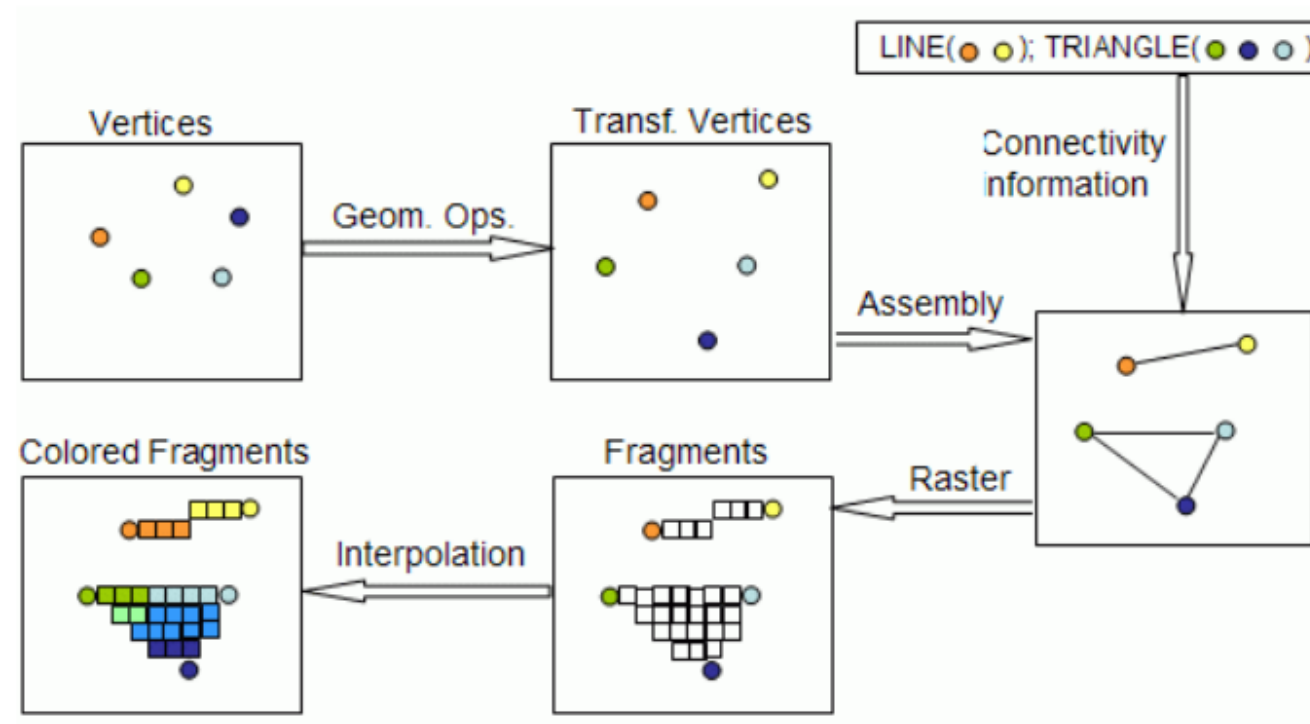 LINE( ); TRIANGLE( )
Vertices
Transf. Vertices
Connectivity
information
Geom. Ops.
Assembly
Colored Fragments
Fragments
Raster
Interpolation